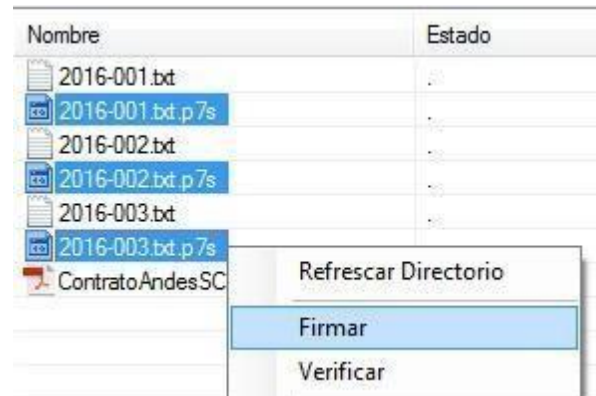 Nombre Estado
2016-001.txt .
2016-001.txt.p7s .
2016-002.txt .
2016-002.txt.p7s .
2016-003.txt .
2016-003.txt.p7s
ContratoAndesSC
Refrescar Directorio
Firmar
Verificar